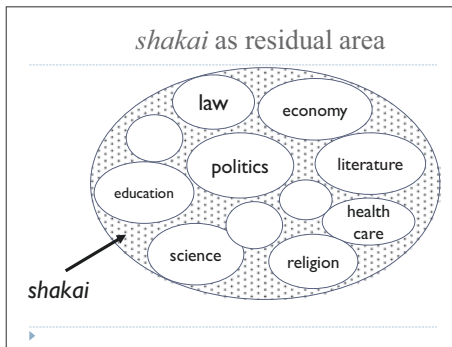 shakai as residual area
law
economy
politics
literature
education
health
care
science
religion
shakai